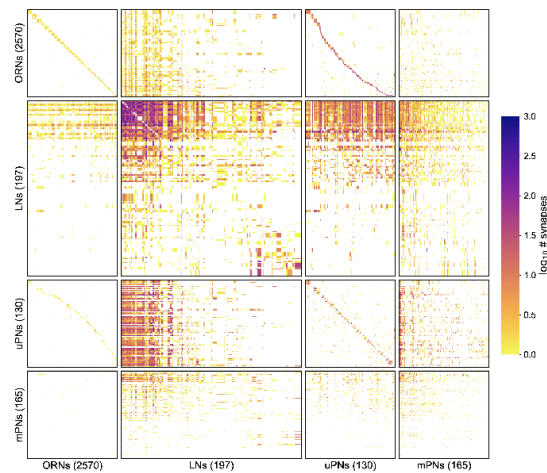 ORNs (2570)
LNs (197)
uPNs (130)
mPNs (165)
ORNs (2570)
LNs (197)
uPNs (130)
mPNs (165)
3.0
2.5
2.0
1.5
1.0
0.5
0.0
log10 # synapses